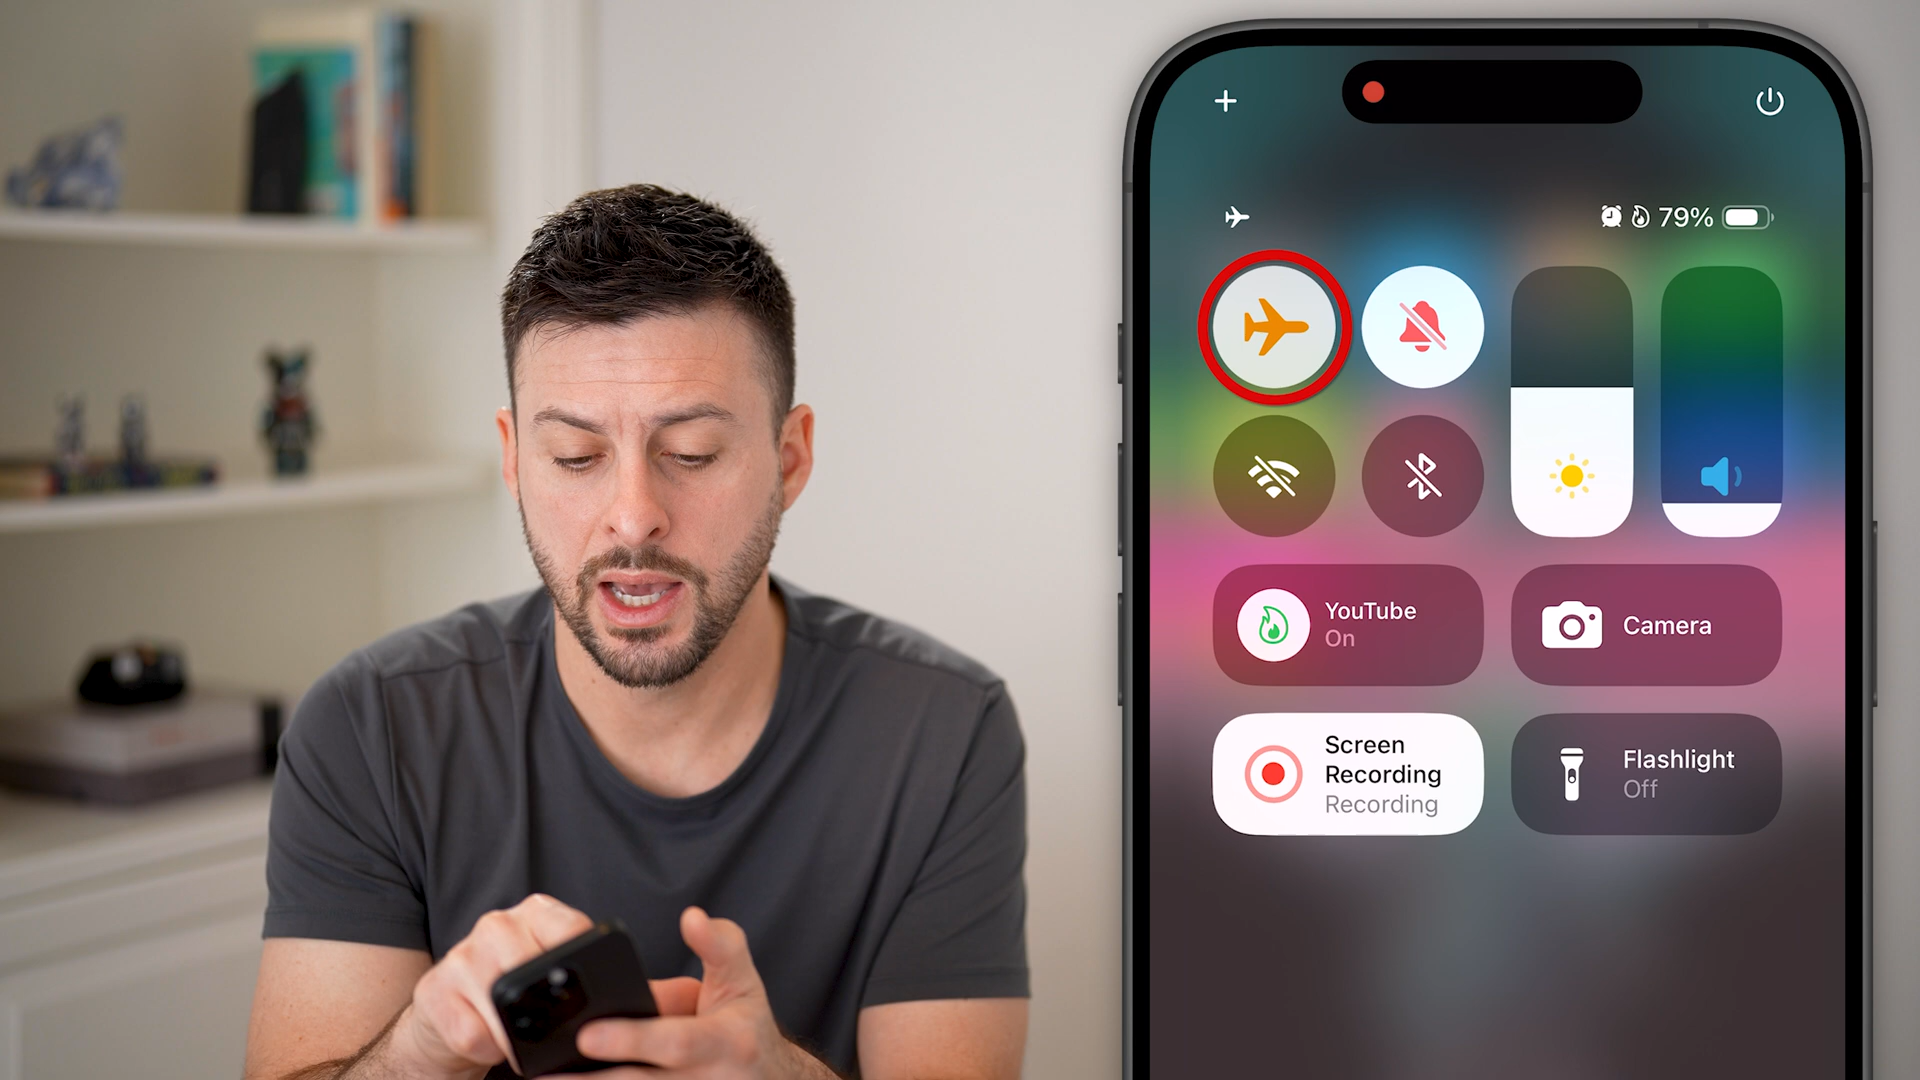 79%
YouTube
On
Camera
Screen
Recording
Recording
Flashlight
Off